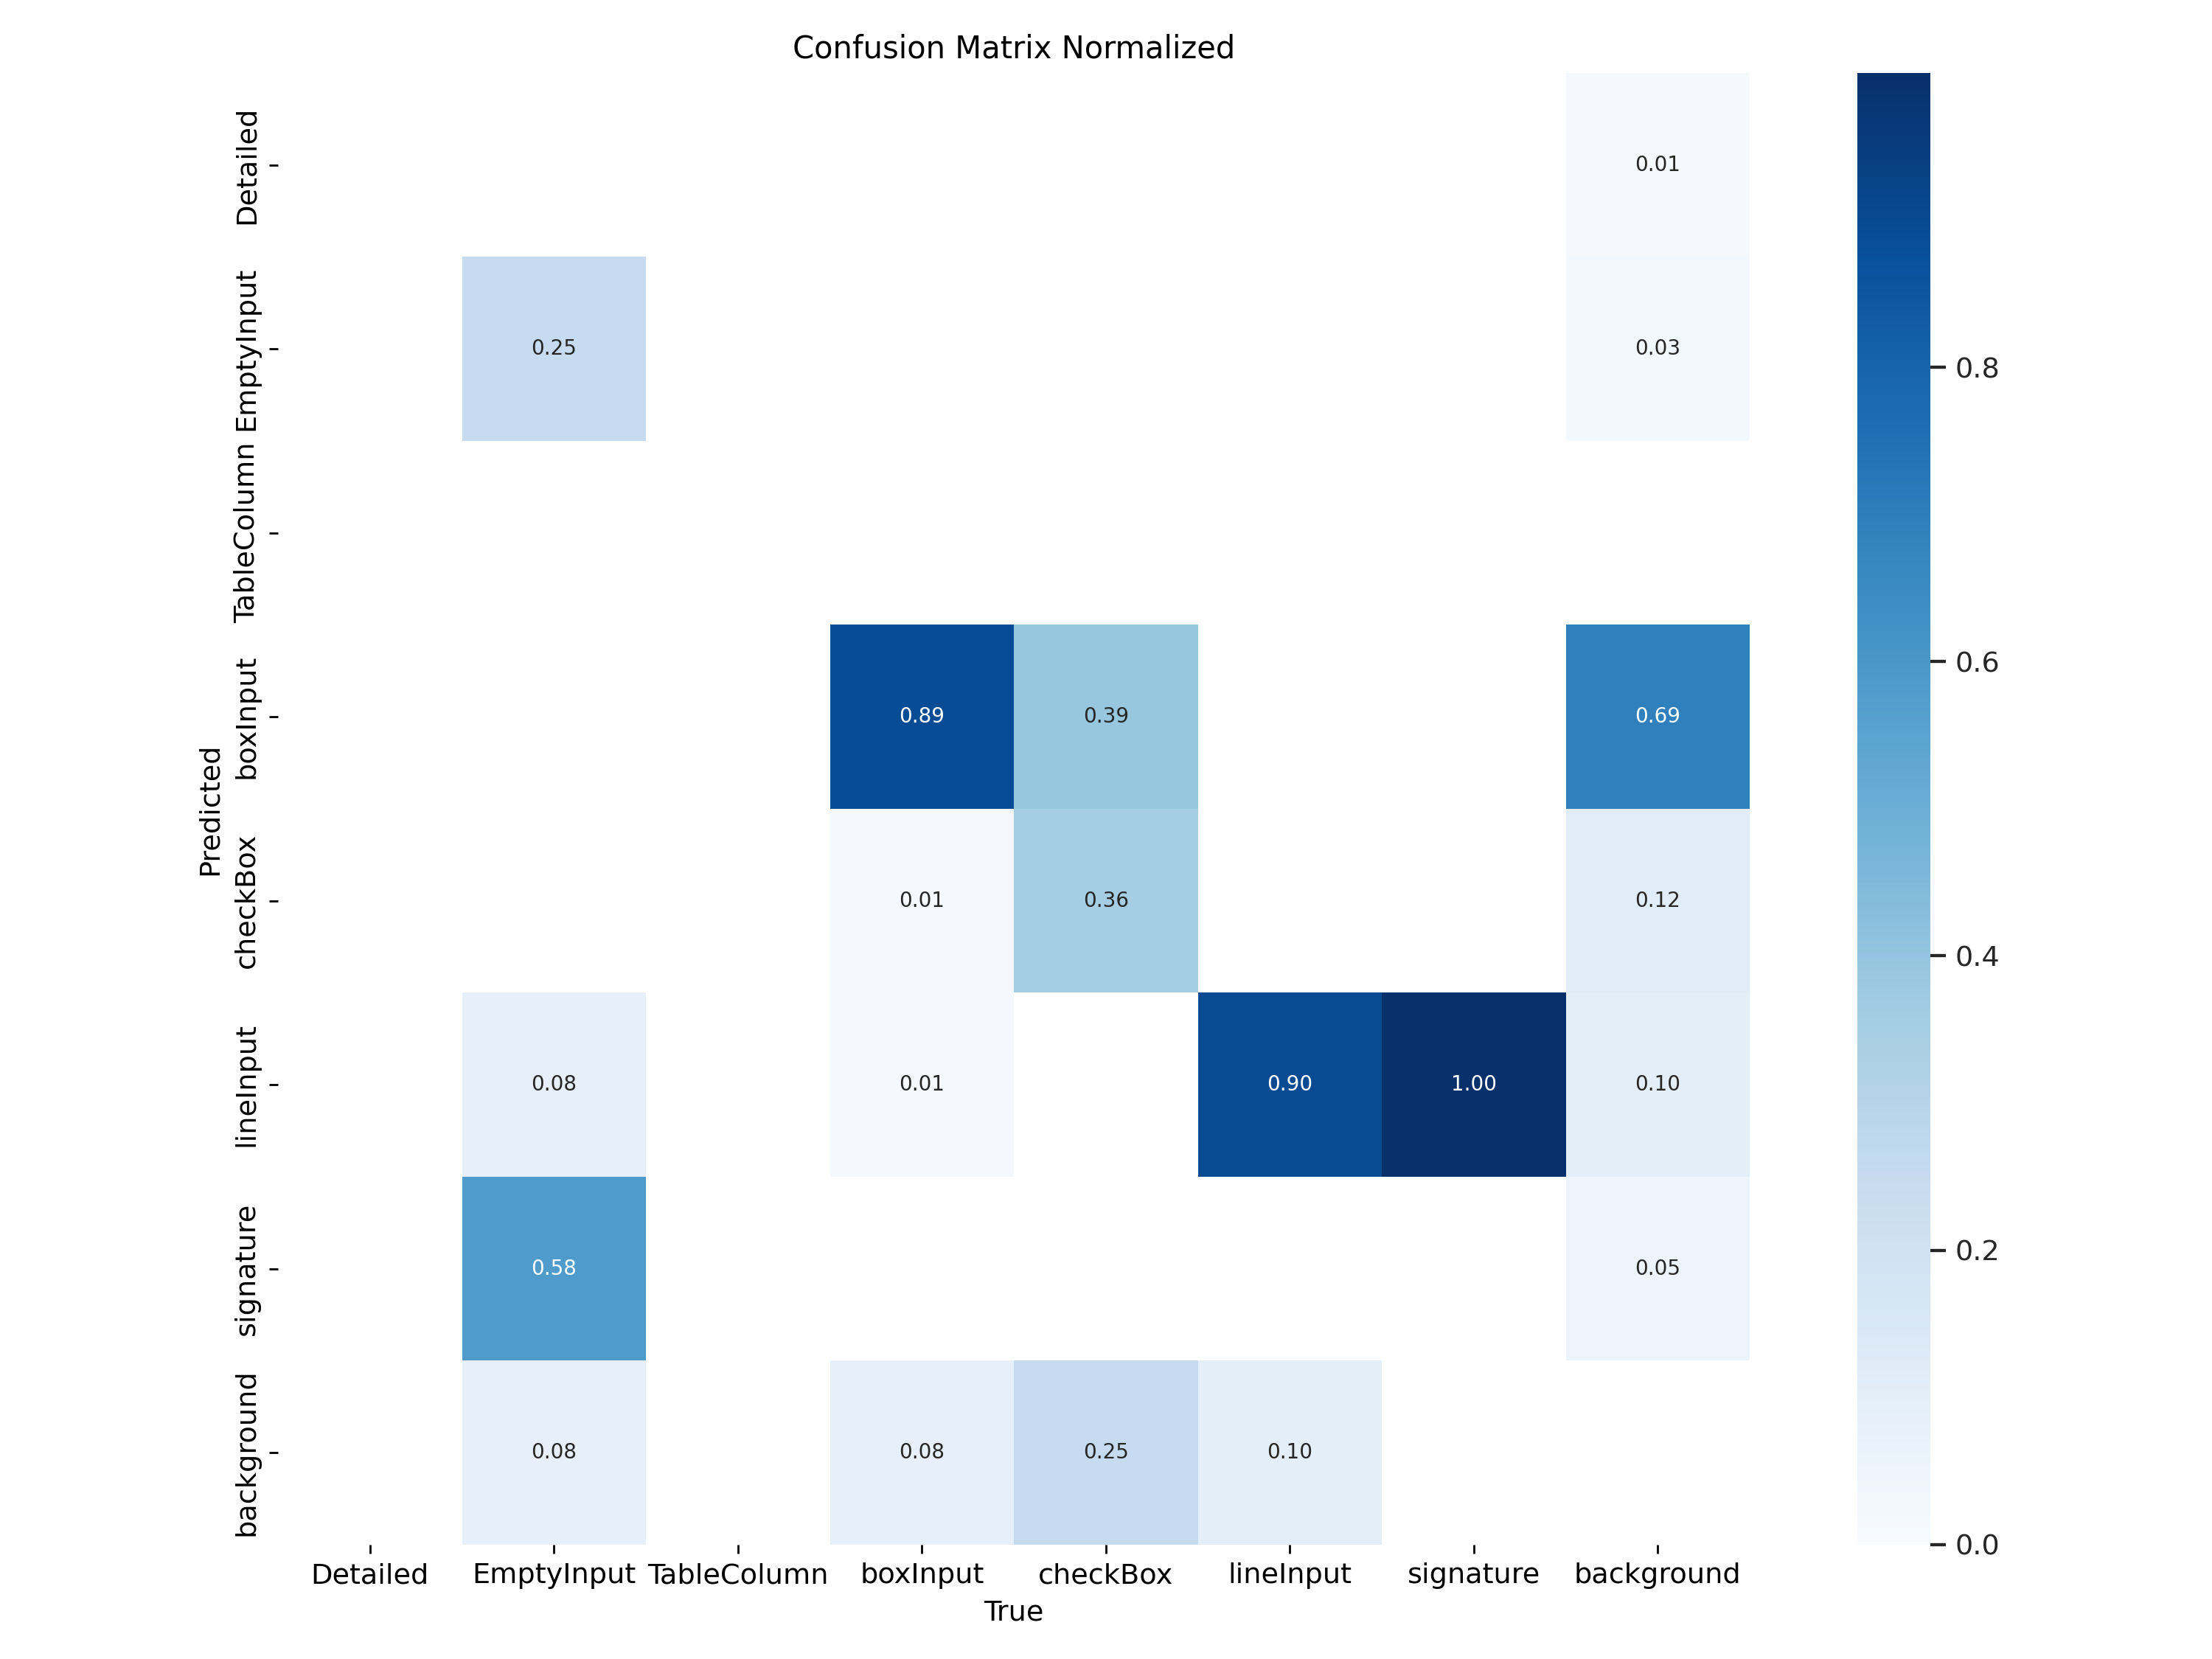 Confusion Matrix Normalized
Predicted
Detailed
0.01
EmptyInput
0.25
0.03
TableColumn
boxInput
0.89
0.39
0.69
checkBox
0.01
0.36
0.12
lineInput
0.08
0.01
0.90
1.00
0.10
signature
0.58
0.05
background
0.08
0.08
0.25
0.10
Detailed
EmptyInput
TableColumn
boxInput
checkBox
lineInput
signature
background
True
0.8
0.6
0.4
0.2
0.0